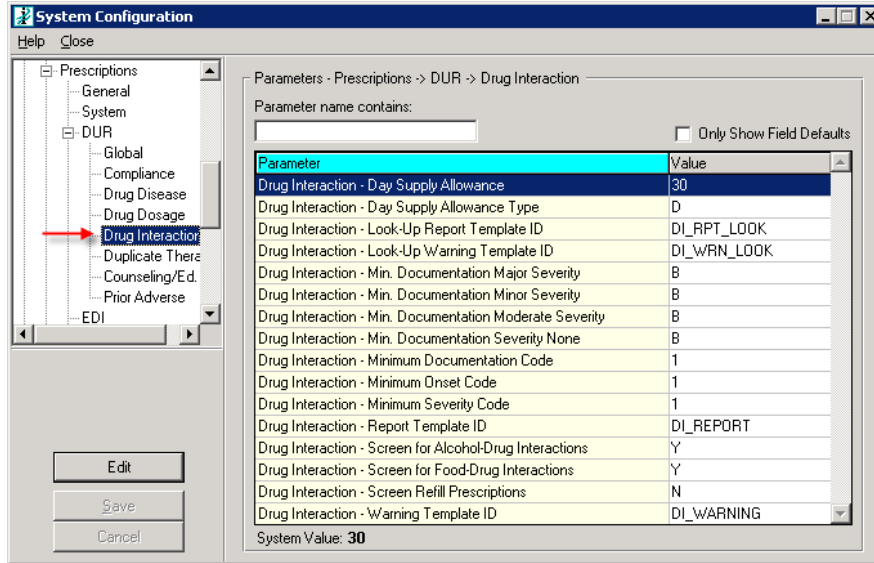 System Configuration
Help Close
Prescriptions
General
System
DUR
Global
Compliance
Drug Disease
Drug Dosage
Drug Interaction
Duplicate Thera
Counseling/Ed.
Prior Adverse
EDI
Edit
Save
Cancel
Parameters - Prescriptions -> DUR -> Drug Interaction
Parameter name contains:
Only Show Field Defaults
Parameter Value
Drug Interaction - Day Supply Allowance 30
Drug Interaction - Day Supply Allowance Type D
Drug Interaction - Look-Up Report Template ID DI_RPT_LOOK
Drug Interaction - Look-Up Warning Template ID DI_WRN_LOOK
Drug Interaction - Min. Documentation Major Severity B
Drug Interaction - Min. Documentation Minor Severity B
Drug Interaction - Min. Documentation Moderate Severity B
Drug Interaction - Min. Documentation Severity None B
Drug Interaction - Minimum Documentation Code 1
Drug Interaction - Minimum Onset Code 1
Drug Interaction - Minimum Severity Code 1
Drug Interaction - Report Template ID DI_REPORT
Drug Interaction - Screen for Alcohol-Drug Interactions Y
Drug Interaction - Screen for Food-Drug Interactions Y
Drug Interaction - Screen Refill Prescriptions N
Drug Interaction - Warning Template ID DI_WARNING
System Value: 30